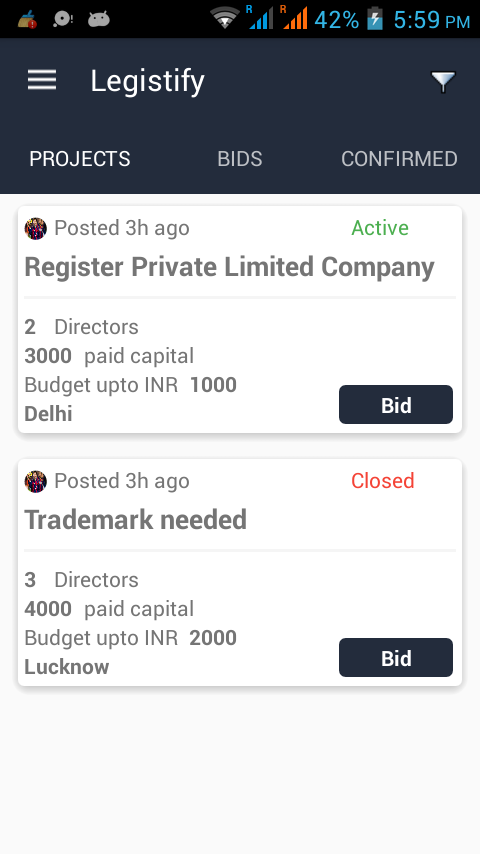 R R 42% 5:59 PM
Legistify
PROJECTS BIDS CONFIRMED
Posted 3h ago Active
Register Private Limited Company
2 Directors
3000 paid capital
Budget upto INR 1000
Delhi Bid
Posted 3h ago Closed
Trademark needed
3 Directors
4000 paid capital
Budget upto INR 2000
Lucknow Bid